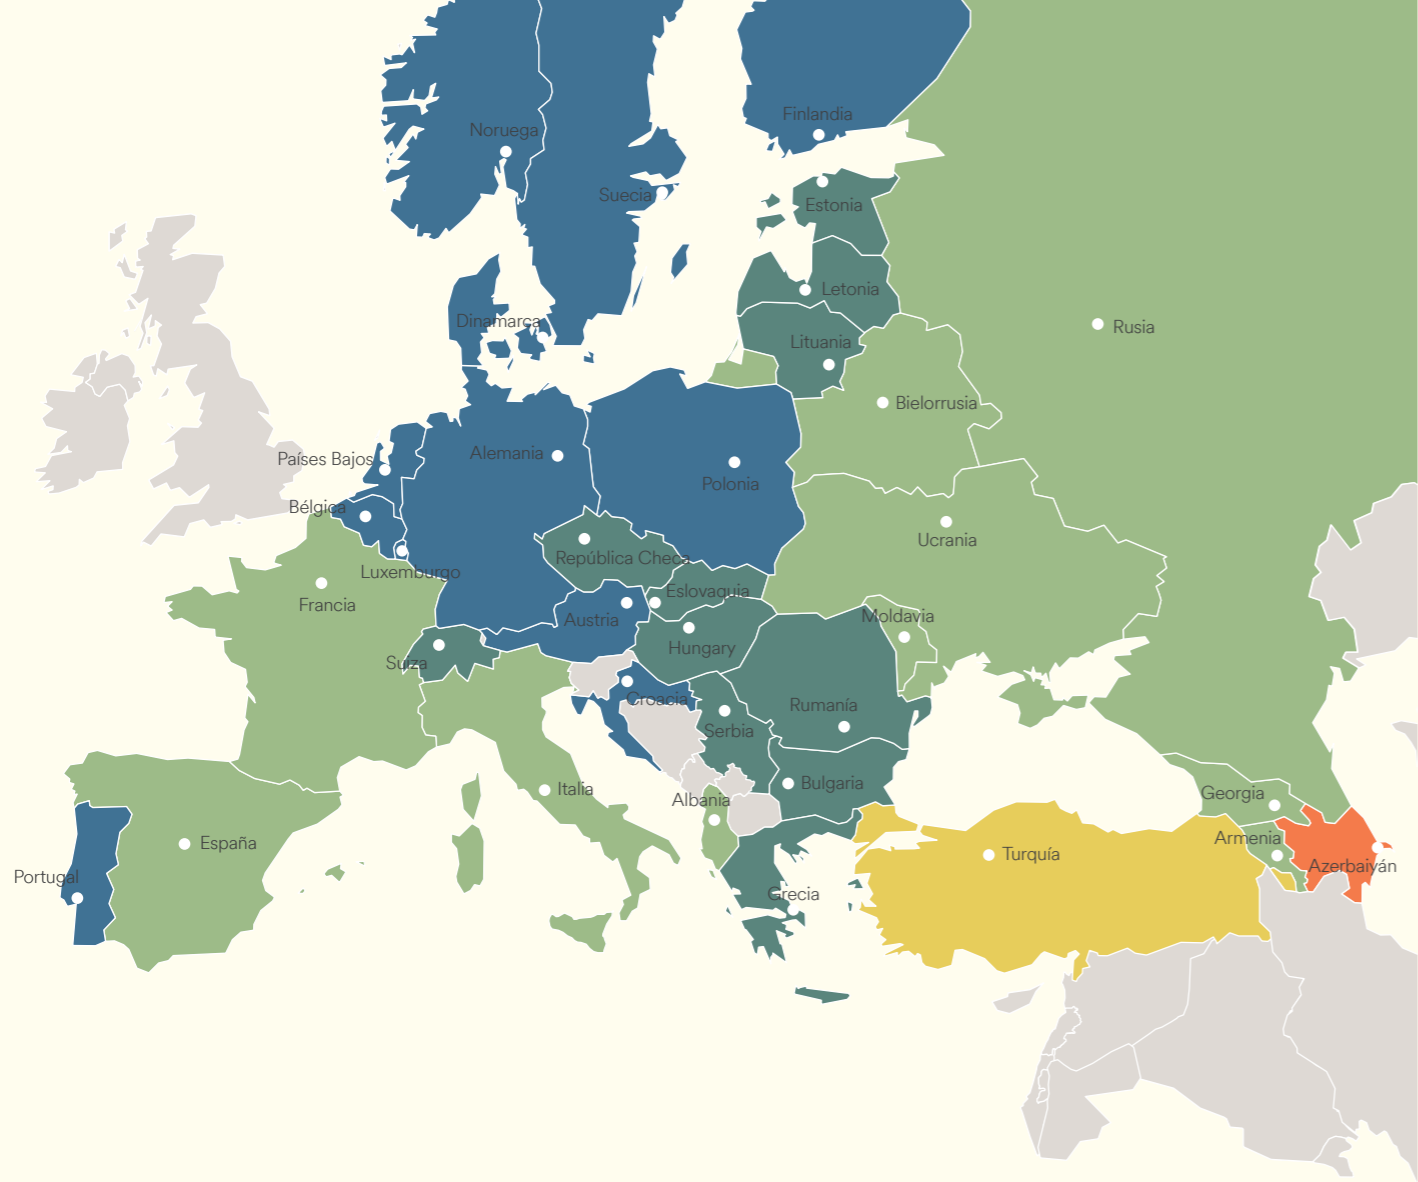 Finlandia
Noruega
Suecia
Estonia
Letonia
Dinamarca
Rusia
Lituania
Bielorrusia
Países Bajos
Alemania
Polonia
Bélgica
Ucrania
República Checa
Luxemburgo
Eslovaquia
Francia
Moldavia
Austria
Hungary
Suiza
Croacia
Rumanía
Serbia
Bulgaria
Italia
Georgia
Albania
Armenia
España
Turquía
Azerbaiyán
Portugal
Grecia